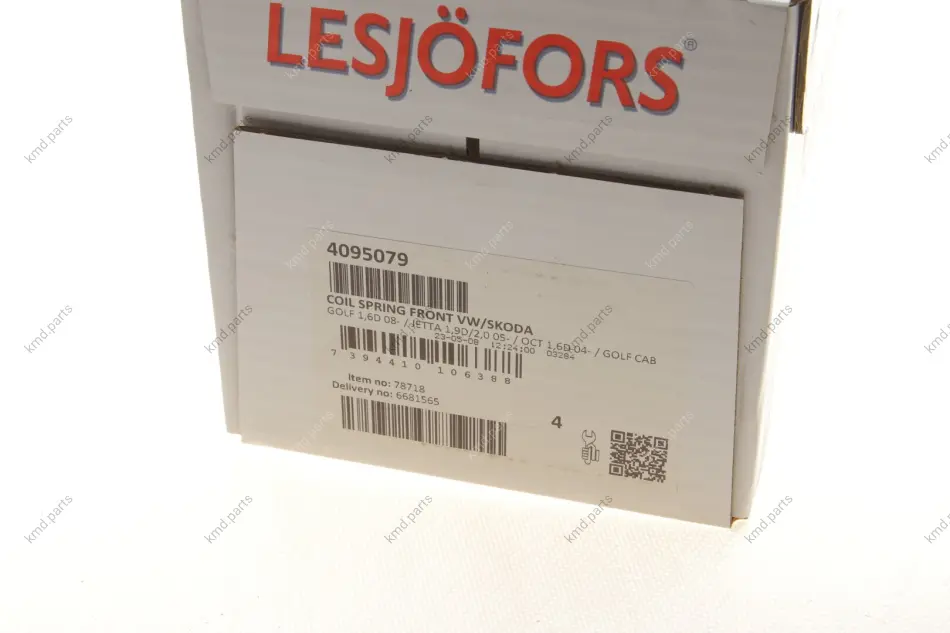 LESJÖFORS®
4095079
COIL SPRING FRONT VW/SKODA
GOLF 1,6D 08- / JETTA 1,9D/2,0 05- / OCT 1,6D 04- / GOLF CAB
23-05-08 12:24:00 03284
7 394410 106388
Item no: 78718
Delivery no: 6681565
4
kmd.parts